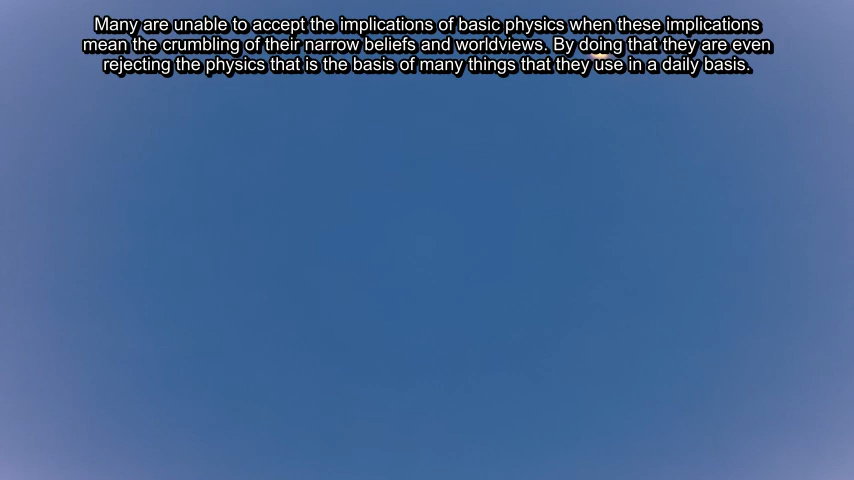 Many are unable to accept the implications of basic physics when these implications
mean the crumbling of their narrow beliefs and worldviews. By doing that they are even
rejecting the physics that is the basis of many things that they use in a daily basis.